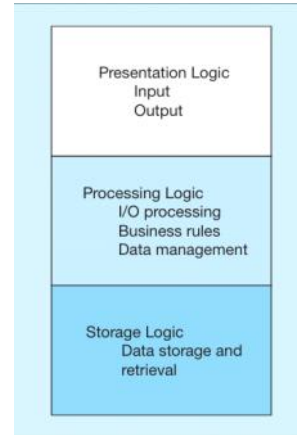 Presentation Logic
Input
Output
Processing Logic
I/O processing
Business rules
Data management
Storage Logic
Data storage and
retrieval